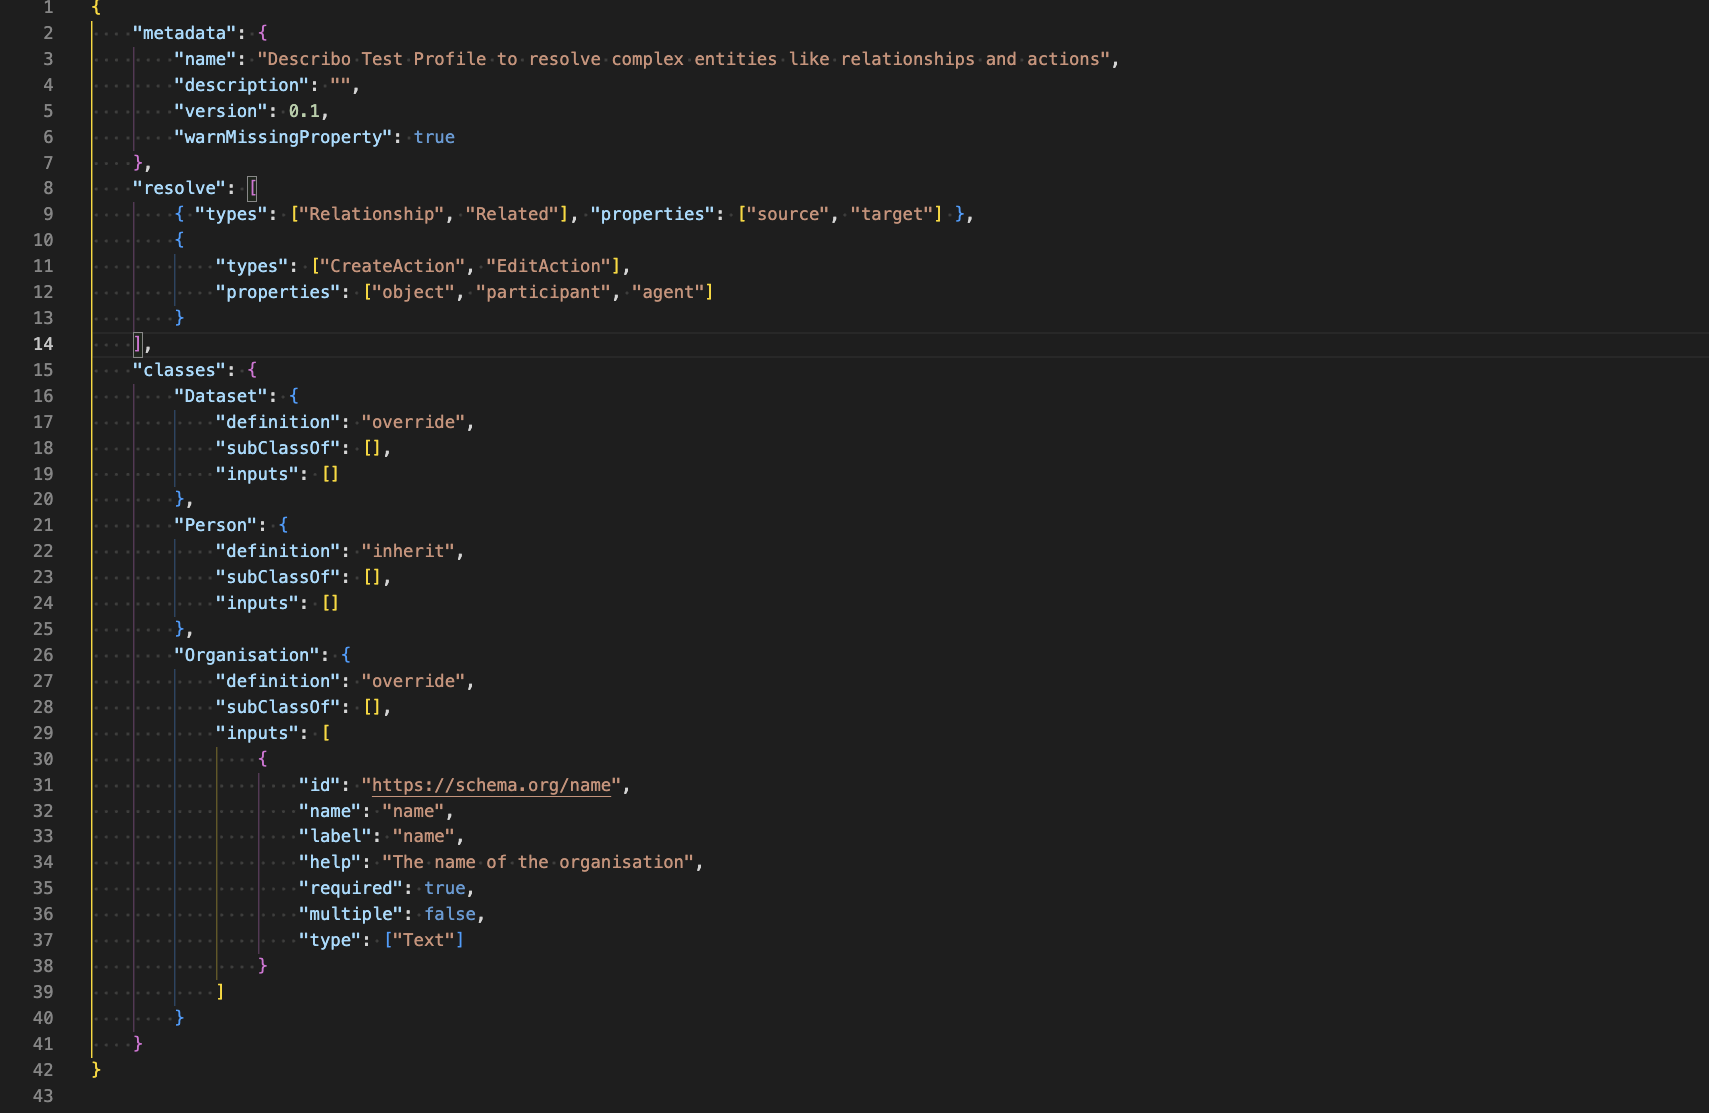 1 {
2     "metadata": {
3         "name": "Describo Test Profile to resolve complex entities like relationships and actions",
4         "description": "",
5         "version": 0.1,
6         "warnMissingProperty": true
7     },
8     "resolve": [
9         { "types": ["Relationship", "Related"], "properties": ["source", "target"] },
10         {
11             "types": ["CreateAction", "EditAction"],
12             "properties": ["object", "participant", "agent"]
13         }
14     ],
15     "classes": {
16         "Dataset": {
17             "definition": "override",
18             "subClassOf": [],
19             "inputs": []
20         },
21         "Person": {
22             "definition": "inherit",
23             "subClassOf": [],
24             "inputs": []
25         },
26         "Organisation": {
27             "definition": "override",
28             "subClassOf": [],
29             "inputs": [
30                 {
31                     "id": "https://schema.org/name",
32                     "name": "name",
33                     "label": "name",
34                     "help": "The name of the organisation",
35                     "required": true,
36                     "multiple": false,
37                     "type": ["Text"]
38                 }
39             ]
40         }
41     }
42 }
43